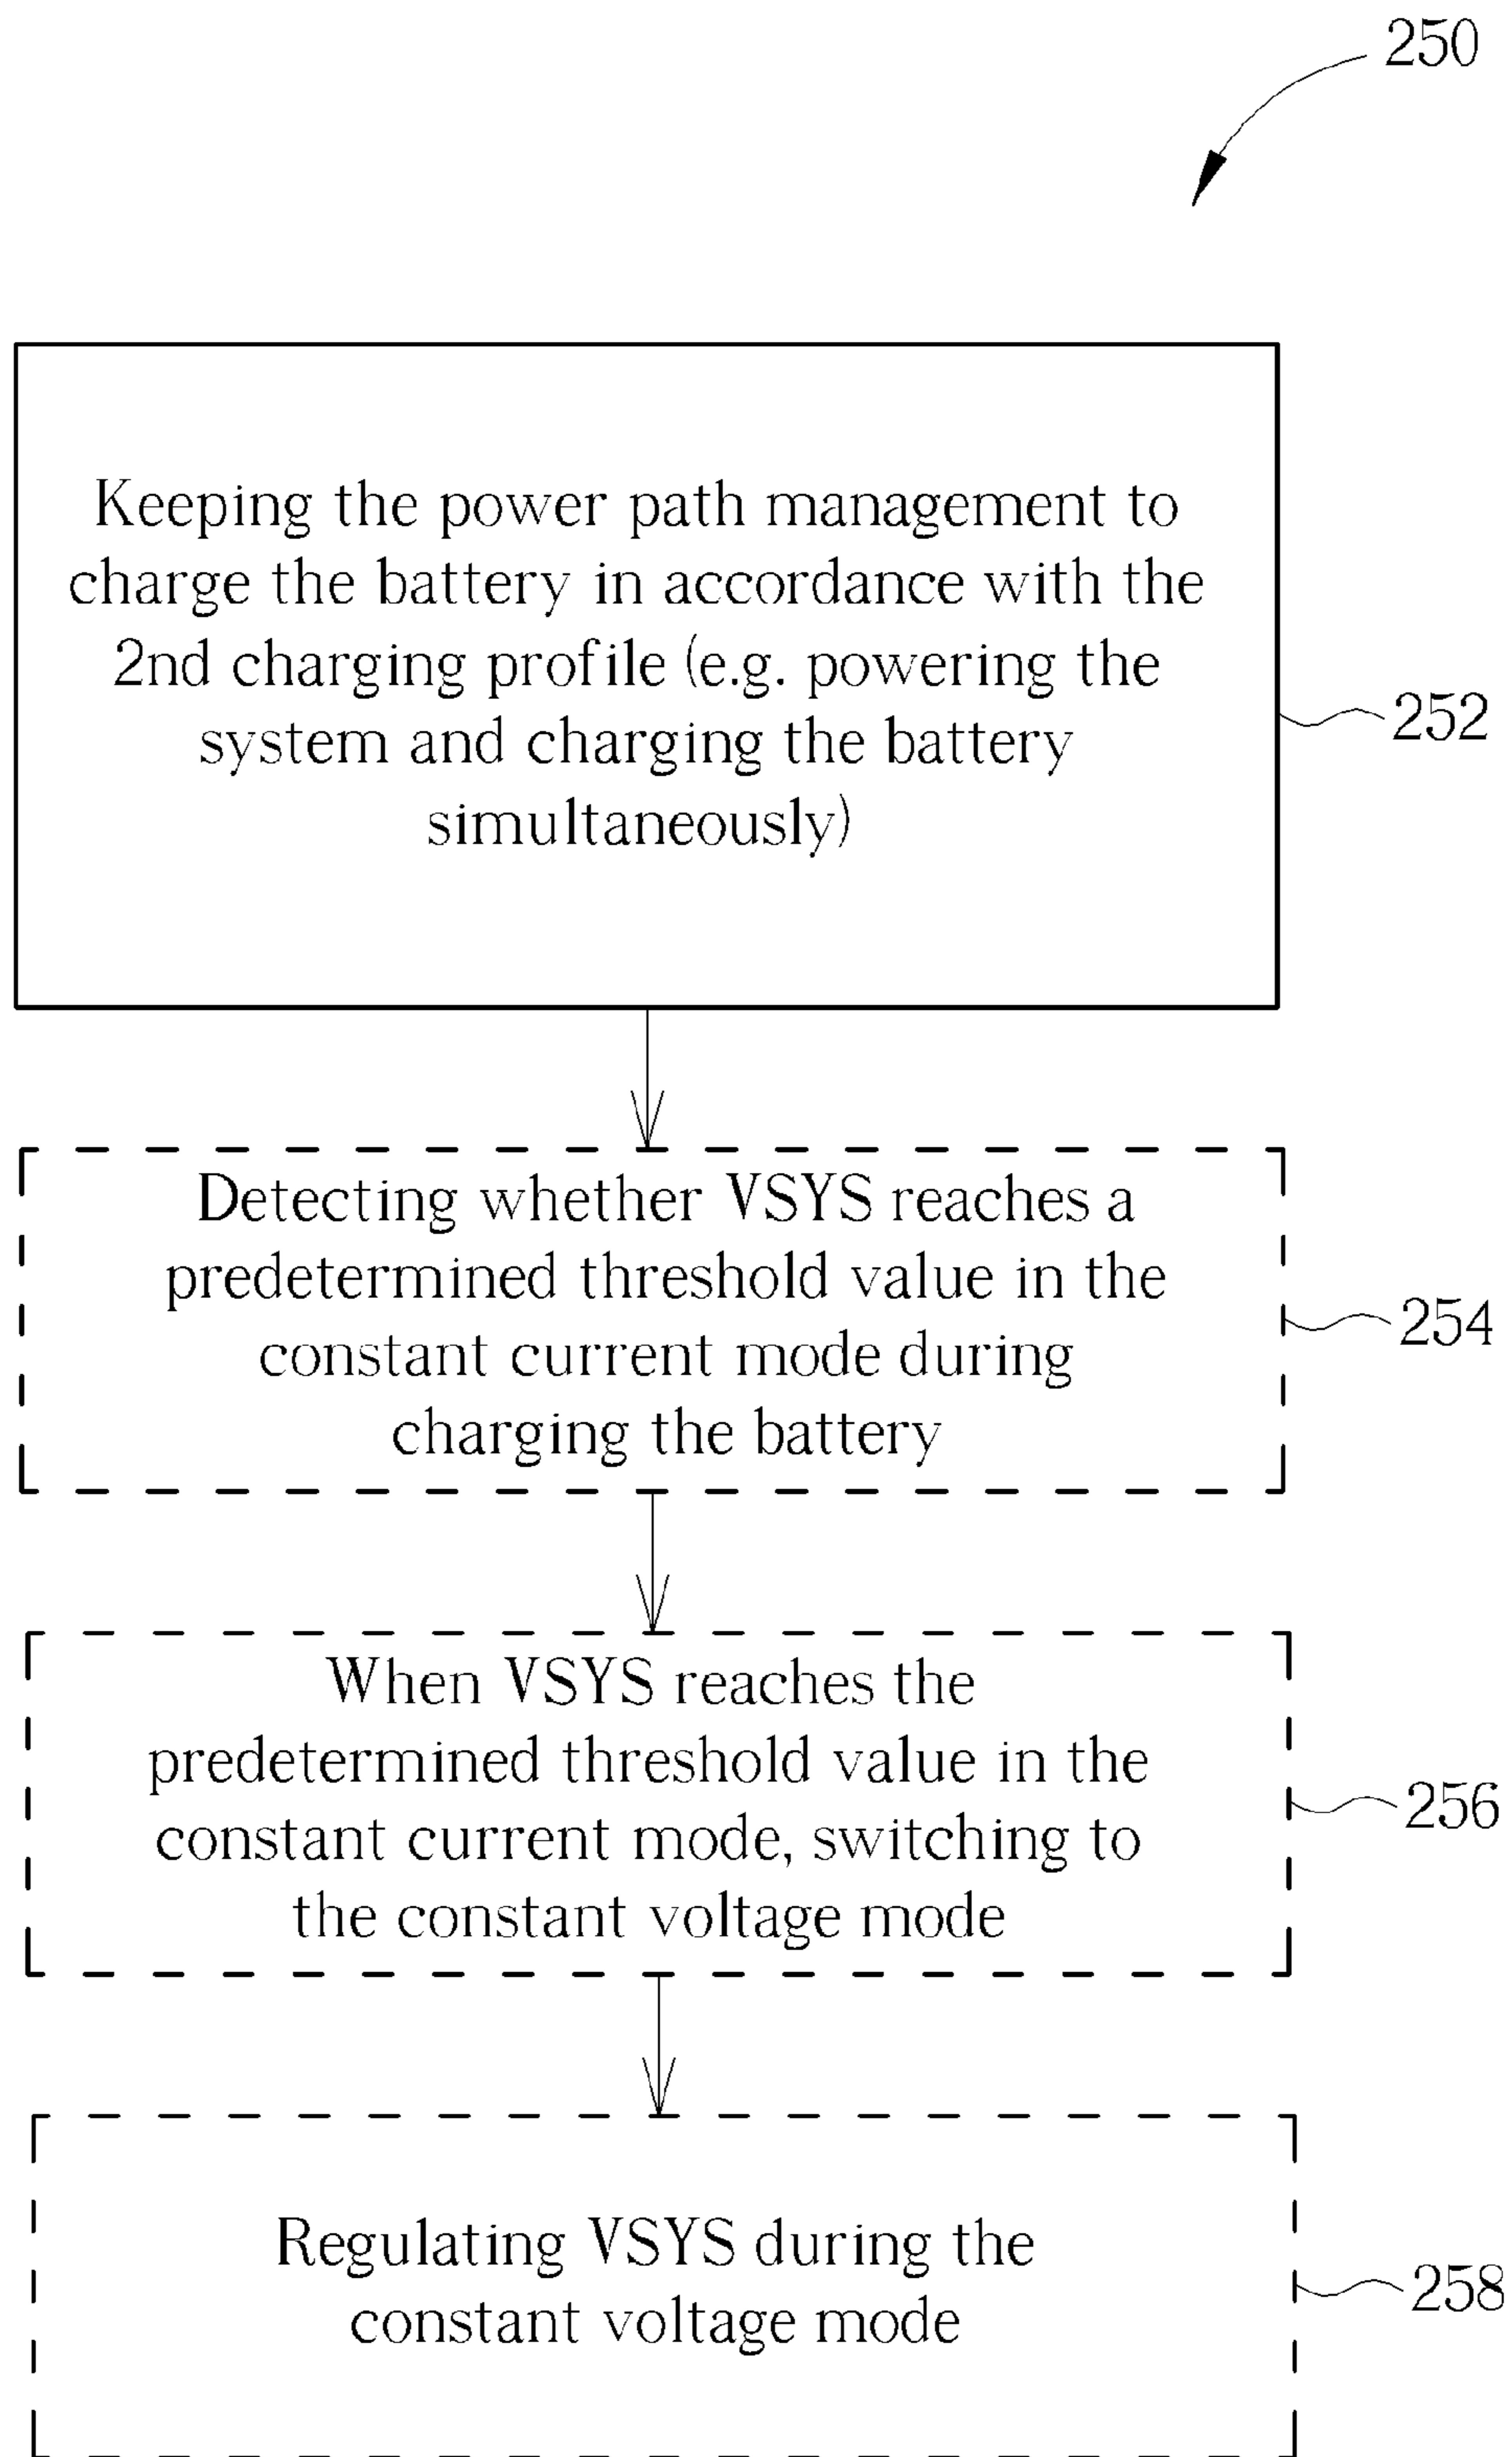 250
Keeping the power path management to
charge the battery in accordance with the
2nd charging profile (e.g. powering the
system and charging the battery
simultaneously)
252
Detecting whether VSYS reaches a
predetermined threshold value in the
constant current mode during
charging the battery
254
When VSYS reaches the
predetermined threshold value in the
constant current mode, switching to
the constant voltage mode
256
Regulating VSYS during the
constant voltage mode
258